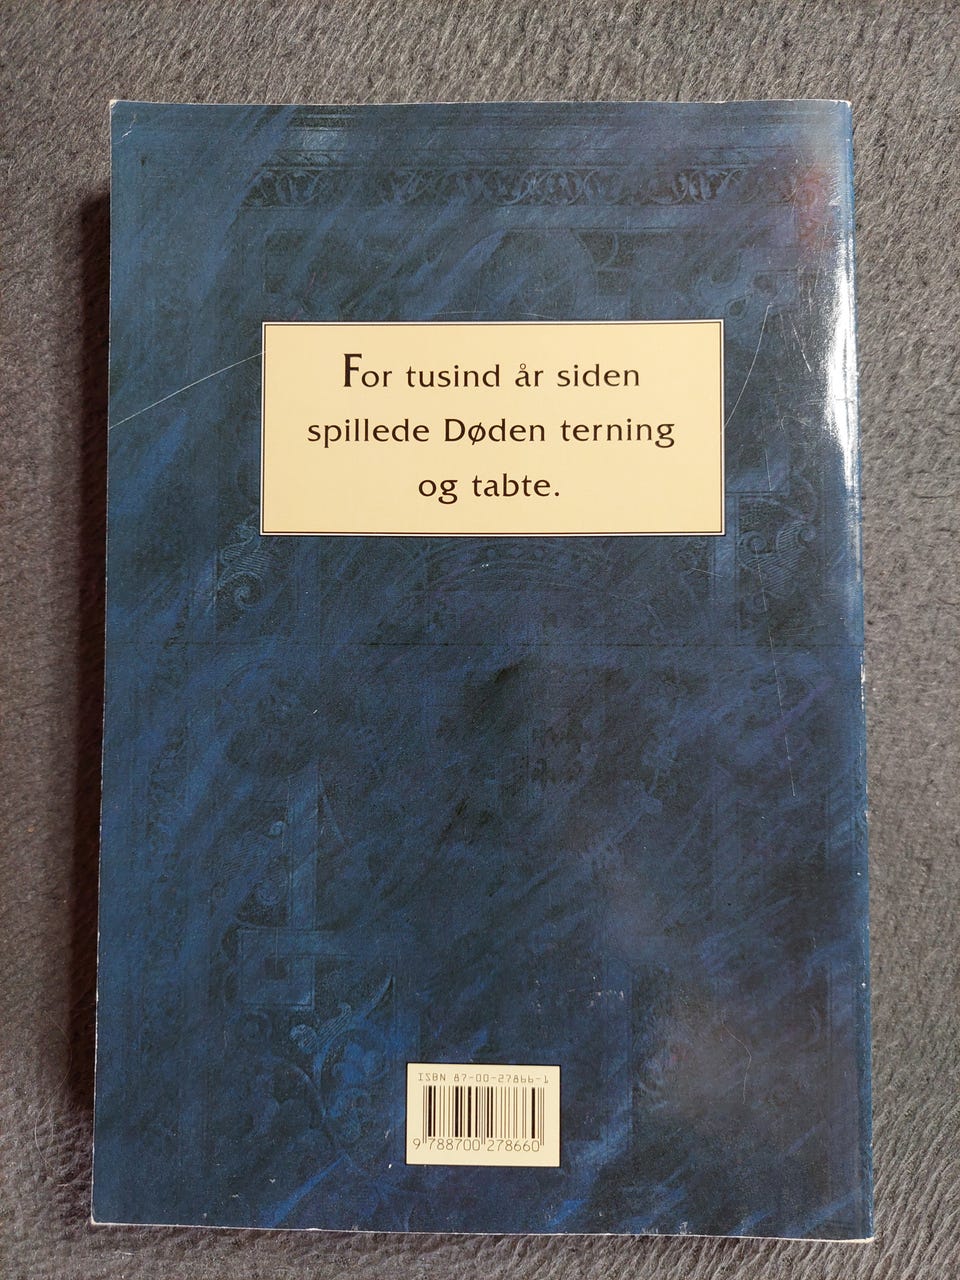 For tusind år siden
spillede Døden terning
og tabte.
ISBN 87-00-27866-1
9 788700 278660